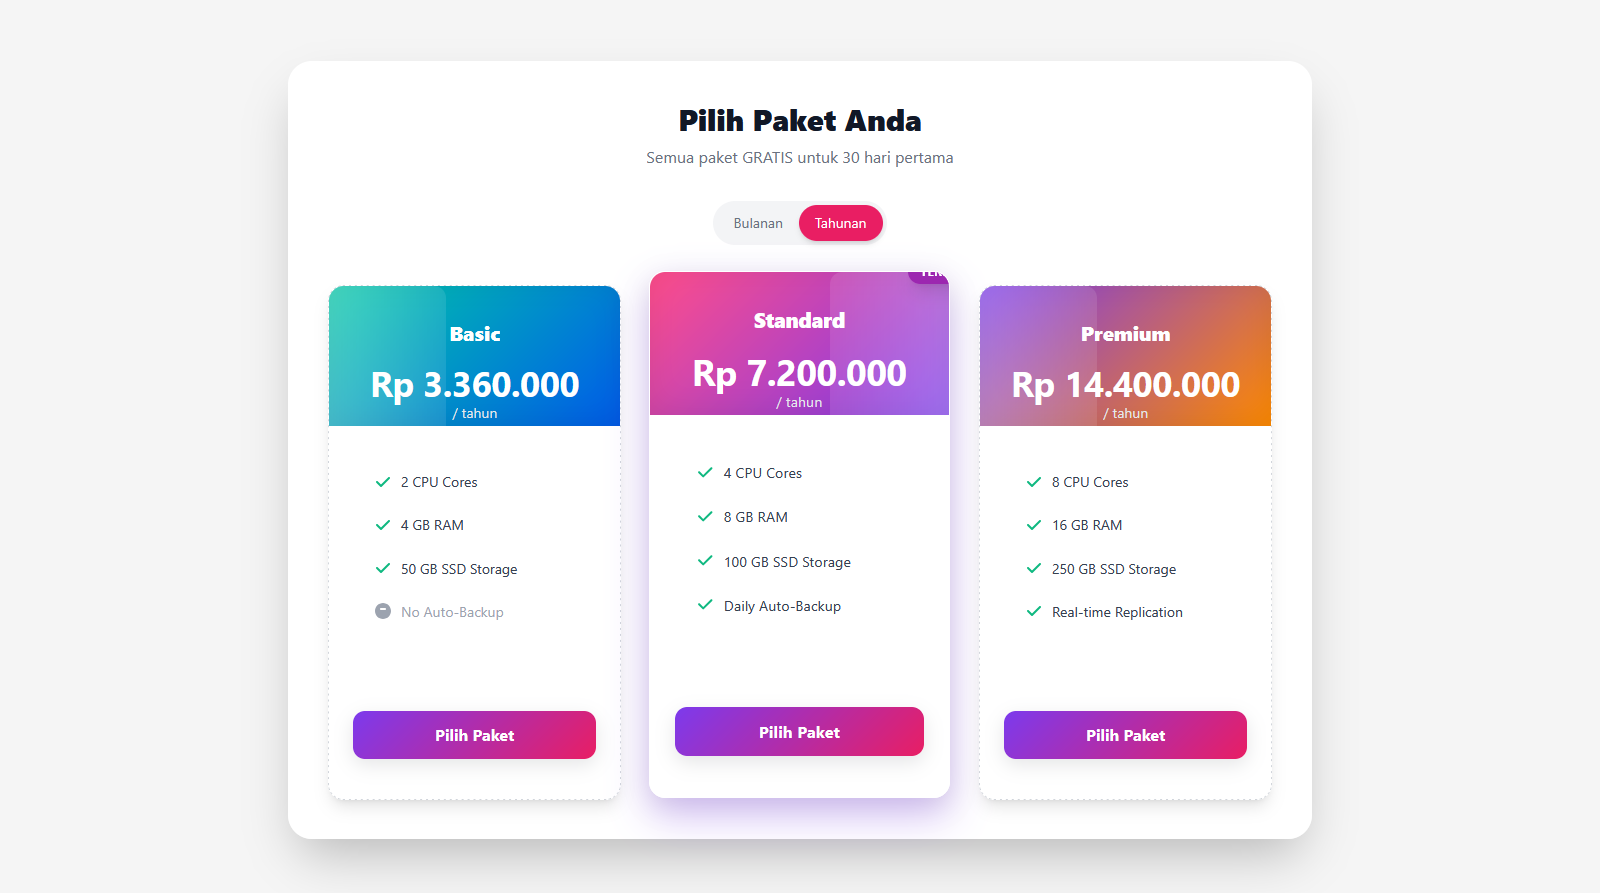 Pilih Paket Anda
Semua paket GRATIS untuk 30 hari pertama
Bulanan
Tahunan
Basic
Rp 3.360.000
/ tahun
2 CPU Cores
4 GB RAM
50 GB SSD Storage
No Auto-Backup
Pilih Paket
Standard
Rp 7.200.000
/ tahun
4 CPU Cores
8 GB RAM
100 GB SSD Storage
Daily Auto-Backup
Pilih Paket
Premium
Rp 14.400.000
/ tahun
8 CPU Cores
16 GB RAM
250 GB SSD Storage
Real-time Replication
Pilih Paket